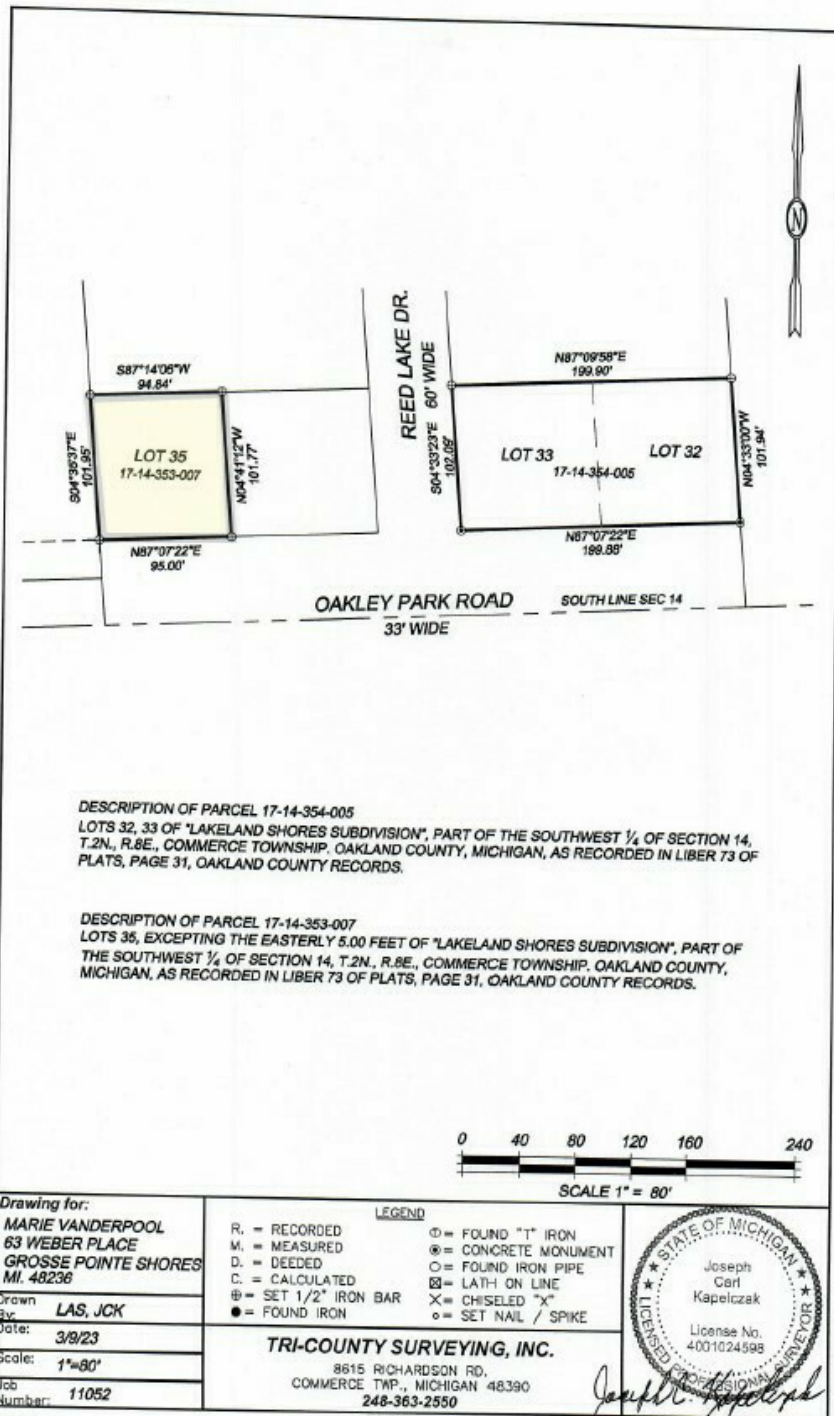 N
S87°14'06"W
94.84'
S04°35'37"E
101.95'
LOT 35
17-14-353-007
N04°41'12"W
101.77'
N87°07'22"E
95.00'
REED LAKE DR.
60' WIDE
N87°09'58"E
199.90'
S04°33'23"E
102.09'
LOT 33
LOT 32
17-14-354-005
N04°33'00"W
101.94'
N87°07'22"E
199.88'
OAKLEY PARK ROAD
SOUTH LINE SEC 14
33' WIDE
DESCRIPTION OF PARCEL 17-14-354-005
LOTS 32, 33 OF "LAKELAND SHORES SUBDIVISION", PART OF THE SOUTHWEST ¼ OF SECTION 14,
T.2N., R.8E., COMMERCE TOWNSHIP. OAKLAND COUNTY, MICHIGAN, AS RECORDED IN LIBER 73 OF
PLATS, PAGE 31, OAKLAND COUNTY RECORDS.
DESCRIPTION OF PARCEL 17-14-353-007
LOTS 35, EXCEPTING THE EASTERLY 5.00 FEET OF "LAKELAND SHORES SUBDIVISION", PART OF
THE SOUTHWEST ¼ OF SECTION 14, T.2N., R.8E., COMMERCE TOWNSHIP. OAKLAND COUNTY,
MICHIGAN, AS RECORDED IN LIBER 73 OF PLATS, PAGE 31, OAKLAND COUNTY RECORDS.
0 40 80 120 160 240
SCALE 1" = 80'
Drawing for:
MARIE VANDERPOOL
63 WEBER PLACE
GROSSE POINTE SHORES
MI. 48236
Drawn
By: LAS, JCK
Date: 3/9/23
Scale: 1"=80'
Job
Number: 11052
LEGEND
R. = RECORDED
M. = MEASURED
D. = DEEDED
C. = CALCULATED
⊕= SET 1/2" IRON BAR
●= FOUND IRON
= FOUND "T" IRON
◉= CONCRETE MONUMENT
○= FOUND IRON PIPE
⊠= LATH ON LINE
X= CHISELED "X"
o= SET NAIL / SPIKE
TRI-COUNTY SURVEYING, INC.
8615 RICHARDSON RD.
COMMERCE TWP., MICHIGAN 48390
248-363-2550
STATE OF MICHIGAN
Joseph
Carl
Kapelczak
License No.
4001024598
LICENSED PROFESSIONAL SURVEYOR
Joseph C. Kapelczak